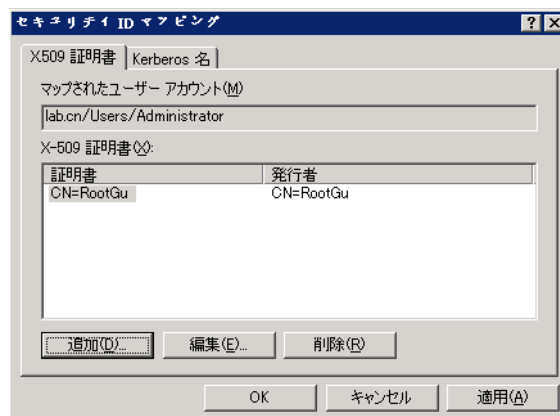 セキュリティ ID マッピング
X.509 証明書 Kerberos 名
マップされたユーザー アカウント(M)
lab.cn/Users/Administrator
X-509 証明書(X):
証明書 発行者
CN=RootGu CN=RootGu
追加(D)... 編集(E)... 削除(R)
OK キャンセル 適用(A)